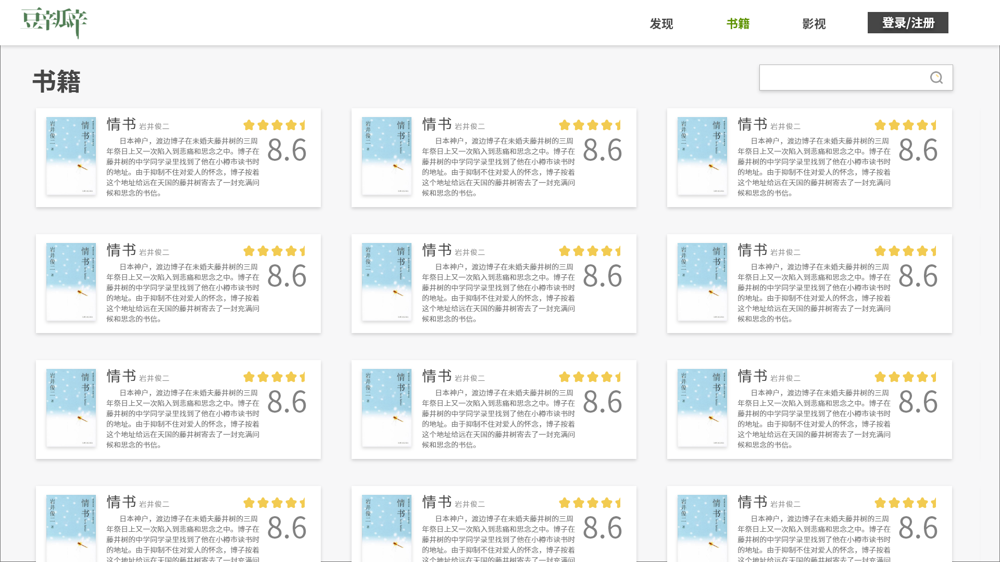 豆辛瓜辛
发现
书籍
影视
登录/注册
书籍
岩井俊二 著
情书
情书 岩井俊二
日本神户，渡边博子在未婚夫藤井树的三周
年祭日上又一次陷入到悲痛和思念之中。博子在
藤井树的中学同学录里找到了他在小樽市读书时
的地址。由于抑制不住对爱人的怀念，博子按着
这个地址给远在天国的藤井树寄去了一封充满问
候和思念的书信。
8.6
岩井俊二 著
情书
情书 岩井俊二
日本神户，渡边博子在未婚夫藤井树的三周
年祭日上又一次陷入到悲痛和思念之中。博子在
藤井树的中学同学录里找到了他在小樽市读书时
的地址。由于抑制不住对爱人的怀念，博子按着
这个地址给远在天国的藤井树寄去了一封充满问
候和思念的书信。
8.6
岩井俊二 著
情书
情书 岩井俊二
日本神户，渡边博子在未婚夫藤井树的三周
年祭日上又一次陷入到悲痛和思念之中。博子在
藤井树的中学同学录里找到了他在小樽市读书时
的地址。由于抑制不住对爱人的怀念，博子按着
这个地址给远在天国的藤井树寄去了一封充满问
候和思念的书信。
8.6
岩井俊二 著
情书
情书 岩井俊二
日本神户，渡边博子在未婚夫藤井树的三周
年祭日上又一次陷入到悲痛和思念之中。博子在
藤井树的中学同学录里找到了他在小樽市读书时
的地址。由于抑制不住对爱人的怀念，博子按着
这个地址给远在天国的藤井树寄去了一封充满问
候和思念的书信。
8.6
岩井俊二 著
情书
情书 岩井俊二
日本神户，渡边博子在未婚夫藤井树的三周
年祭日上又一次陷入到悲痛和思念之中。博子在
藤井树的中学同学录里找到了他在小樽市读书时
的地址。由于抑制不住对爱人的怀念，博子按着
这个地址给远在天国的藤井树寄去了一封充满问
候和思念的书信。
8.6
岩井俊二 著
情书
情书 岩井俊二
日本神户，渡边博子在未婚夫藤井树的三周
年祭日上又一次陷入到悲痛和思念之中。博子在
藤井树的中学同学录里找到了他在小樽市读书时
的地址。由于抑制不住对爱人的怀念，博子按着
这个地址给远在天国的藤井树寄去了一封充满问
候和思念的书信。
8.6
岩井俊二 著
情书
情书 岩井俊二
日本神户，渡边博子在未婚夫藤井树的三周
年祭日上又一次陷入到悲痛和思念之中。博子在
藤井树的中学同学录里找到了他在小樽市读书时
的地址。由于抑制不住对爱人的怀念，博子按着
这个地址给远在天国的藤井树寄去了一封充满问
候和思念的书信。
8.6
岩井俊二 著
情书
情书 岩井俊二
日本神户，渡边博子在未婚夫藤井树的三周
年祭日上又一次陷入到悲痛和思念之中。博子在
藤井树的中学同学录里找到了他在小樽市读书时
的地址。由于抑制不住对爱人的怀念，博子按着
这个地址给远在天国的藤井树寄去了一封充满问
候和思念的书信。
8.6
岩井俊二 著
情书
情书 岩井俊二
日本神户，渡边博子在未婚夫藤井树的三周
年祭日上又一次陷入到悲痛和思念之中。博子在
藤井树的中学同学录里找到了他在小樽市读书时
的地址。由于抑制不住对爱人的怀念，博子按着
这个地址给远在天国的藤井树寄去了一封充满问
候和思念的书信。
8.6
岩井俊二 著
情书
情书 岩井俊二
日本神户，渡边博子在未婚夫藤井树的三周
年祭日上又一次陷入到悲痛和思念之中。博子在
藤井树的中学同学录里找到了他在小樽市读书时
的地址。由于抑制不住对爱人的怀念，博子按着
这个地址给远在天国的藤井树寄去了一封充满问
8.6
岩井俊二 著
情书
情书 岩井俊二
日本神户，渡边博子在未婚夫藤井树的三周
年祭日上又一次陷入到悲痛和思念之中。博子在
藤井树的中学同学录里找到了他在小樽市读书时
的地址。由于抑制不住对爱人的怀念，博子按着
这个地址给远在天国的藤井树寄去了一封充满问
8.6
岩井俊二 著
情书
情书 岩井俊二
日本神户，渡边博子在未婚夫藤井树的三周
年祭日上又一次陷入到悲痛和思念之中。博子在
藤井树的中学同学录里找到了他在小樽市读书时
的地址。由于抑制不住对爱人的怀念，博子按着
这个地址给远在天国的藤井树寄去了一封充满问
8.6